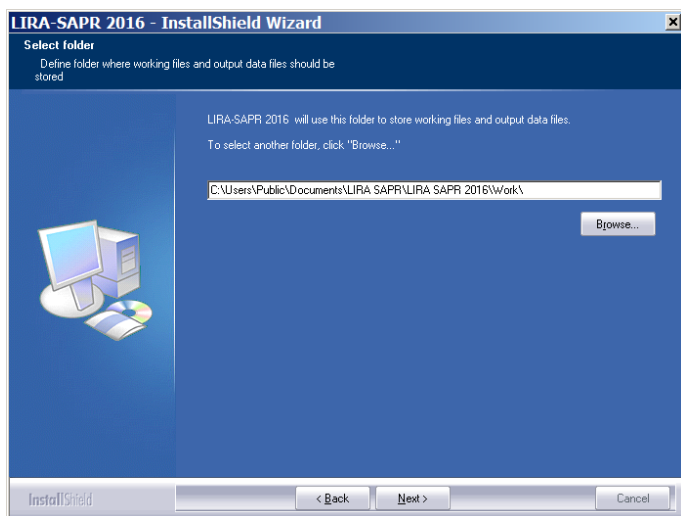 LIRA-SAPR 2016 - InstallShield Wizard
Select folder
Define folder where working files and output data files should be
stored
LIRA-SAPR 2016 will use this folder to store working files and output data files.
To select another folder, click "Browse..."
C:\Users\Public\Documents\LIRA SAPR\LIRA SAPR 2016\Work\
Browse...
InstallShield
< Back
Next >
Cancel